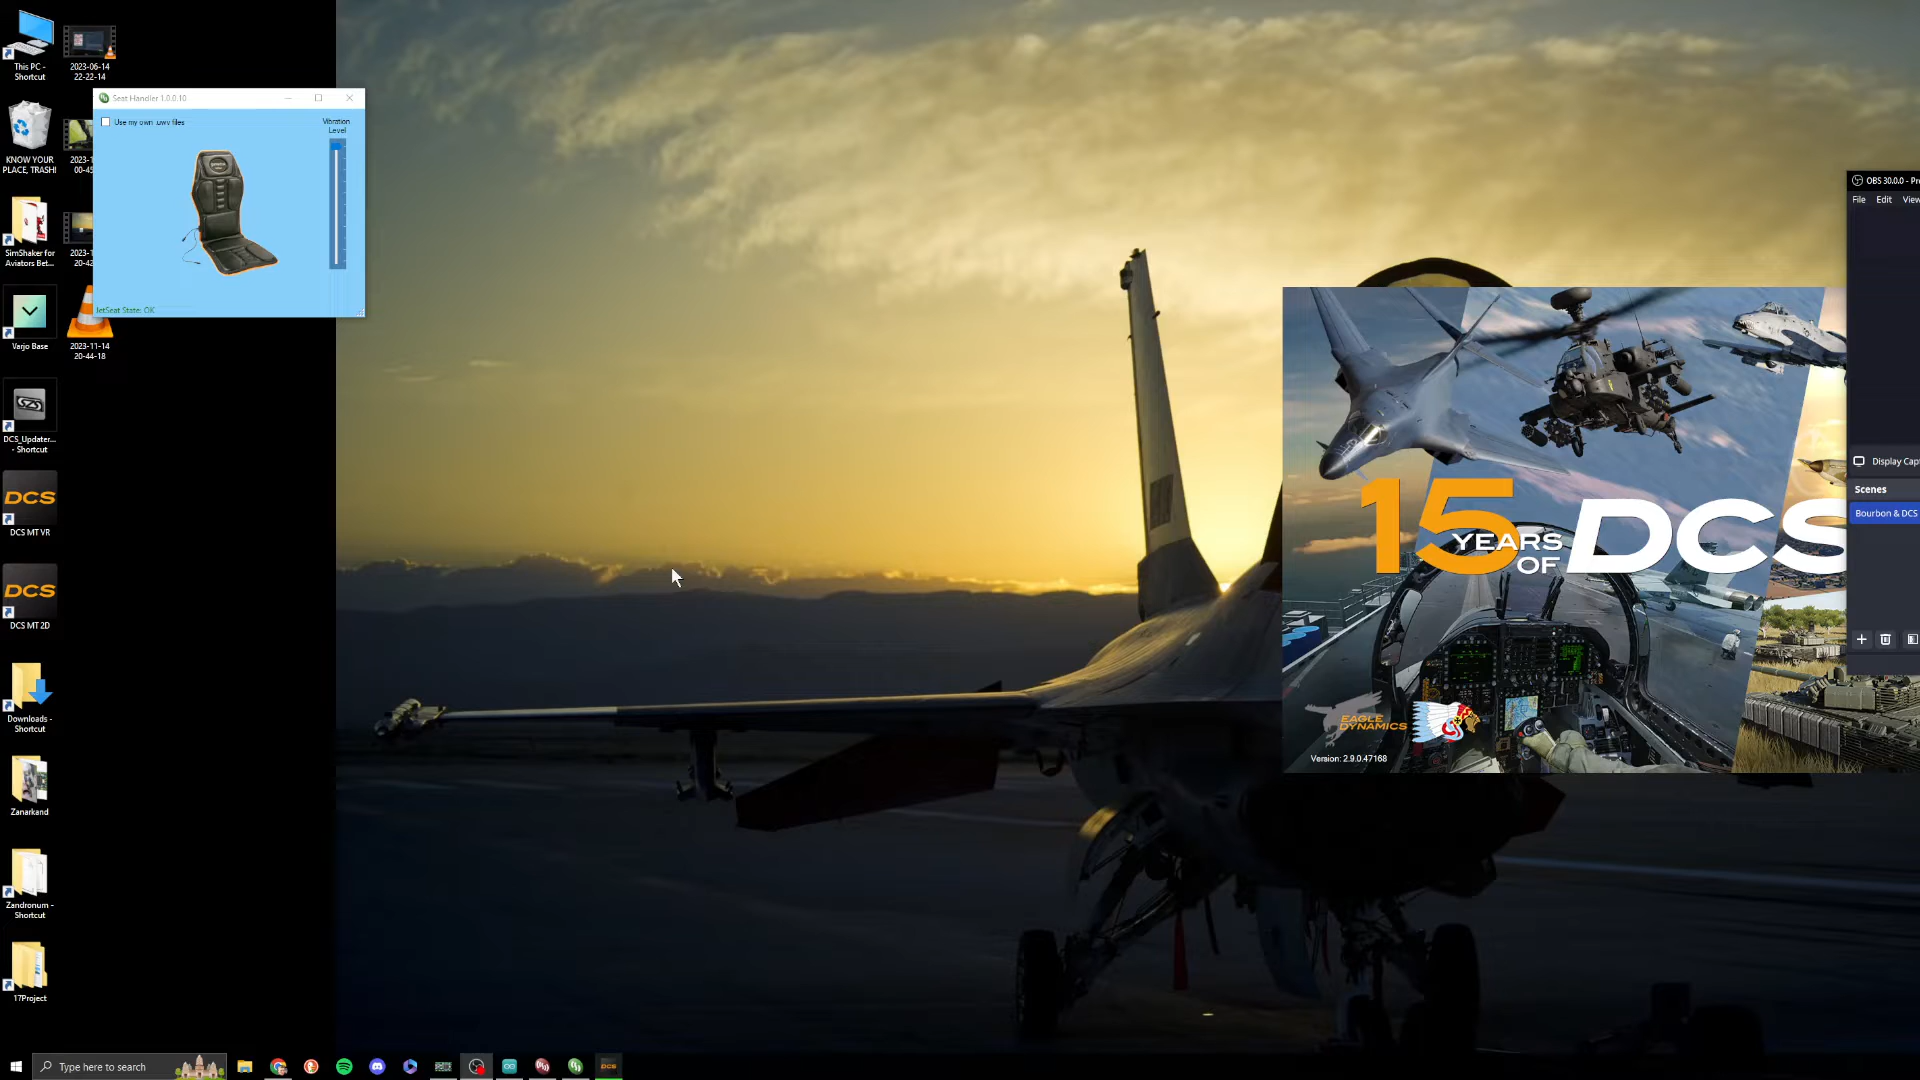 This PC -
Shortcut
2023-06-14
22-22-14
KNOW YOUR
PLACE, TRASH!
SimShaker for
Aviators Bet...
Varjo Base
2023-11-14
20-44-18
DCS_Updater...
- Shortcut
DCS
DCS MT VR
DCS
DCS MT 2D
Downloads -
Shortcut
Zanarkand
Zandronum -
Shortcut
17Project
Seat Handler 1.0.0.10
Use my own .uwv files
Vibration
Level
JetSeat State: OK
15
YEARS
OF
DCS
EAGLE
DYNAMICS
Version: 2.9.0.47168
OBS 30.0.0 - Pro
File Edit View
Display Capt
Scenes
Bourbon & DCS
Type here to search
DCS